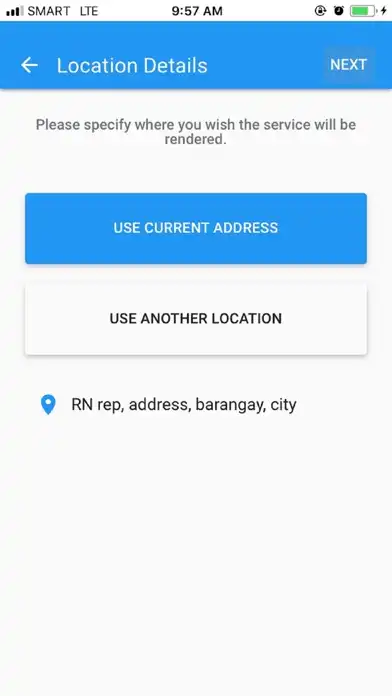 SMART LTE 9:57 AM
Location Details NEXT
Please specify where you wish the service will be
rendered.
USE CURRENT ADDRESS
USE ANOTHER LOCATION
RN rep, address, barangay, city